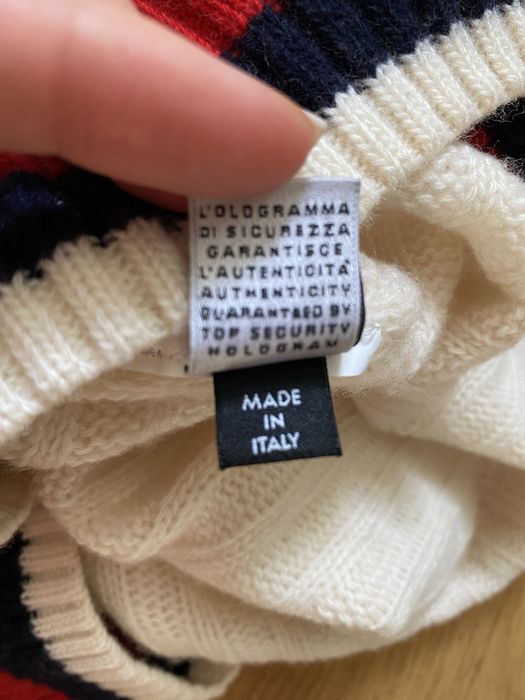 L'OLOGRAMMA
DI SICUREZZA
GARANTISCE
L'AUTENTICITÀ
AUTHENTICITY
GUARANTEED BY
TOP SECURITY
HOLOGRAM
MADE
IN
ITALY